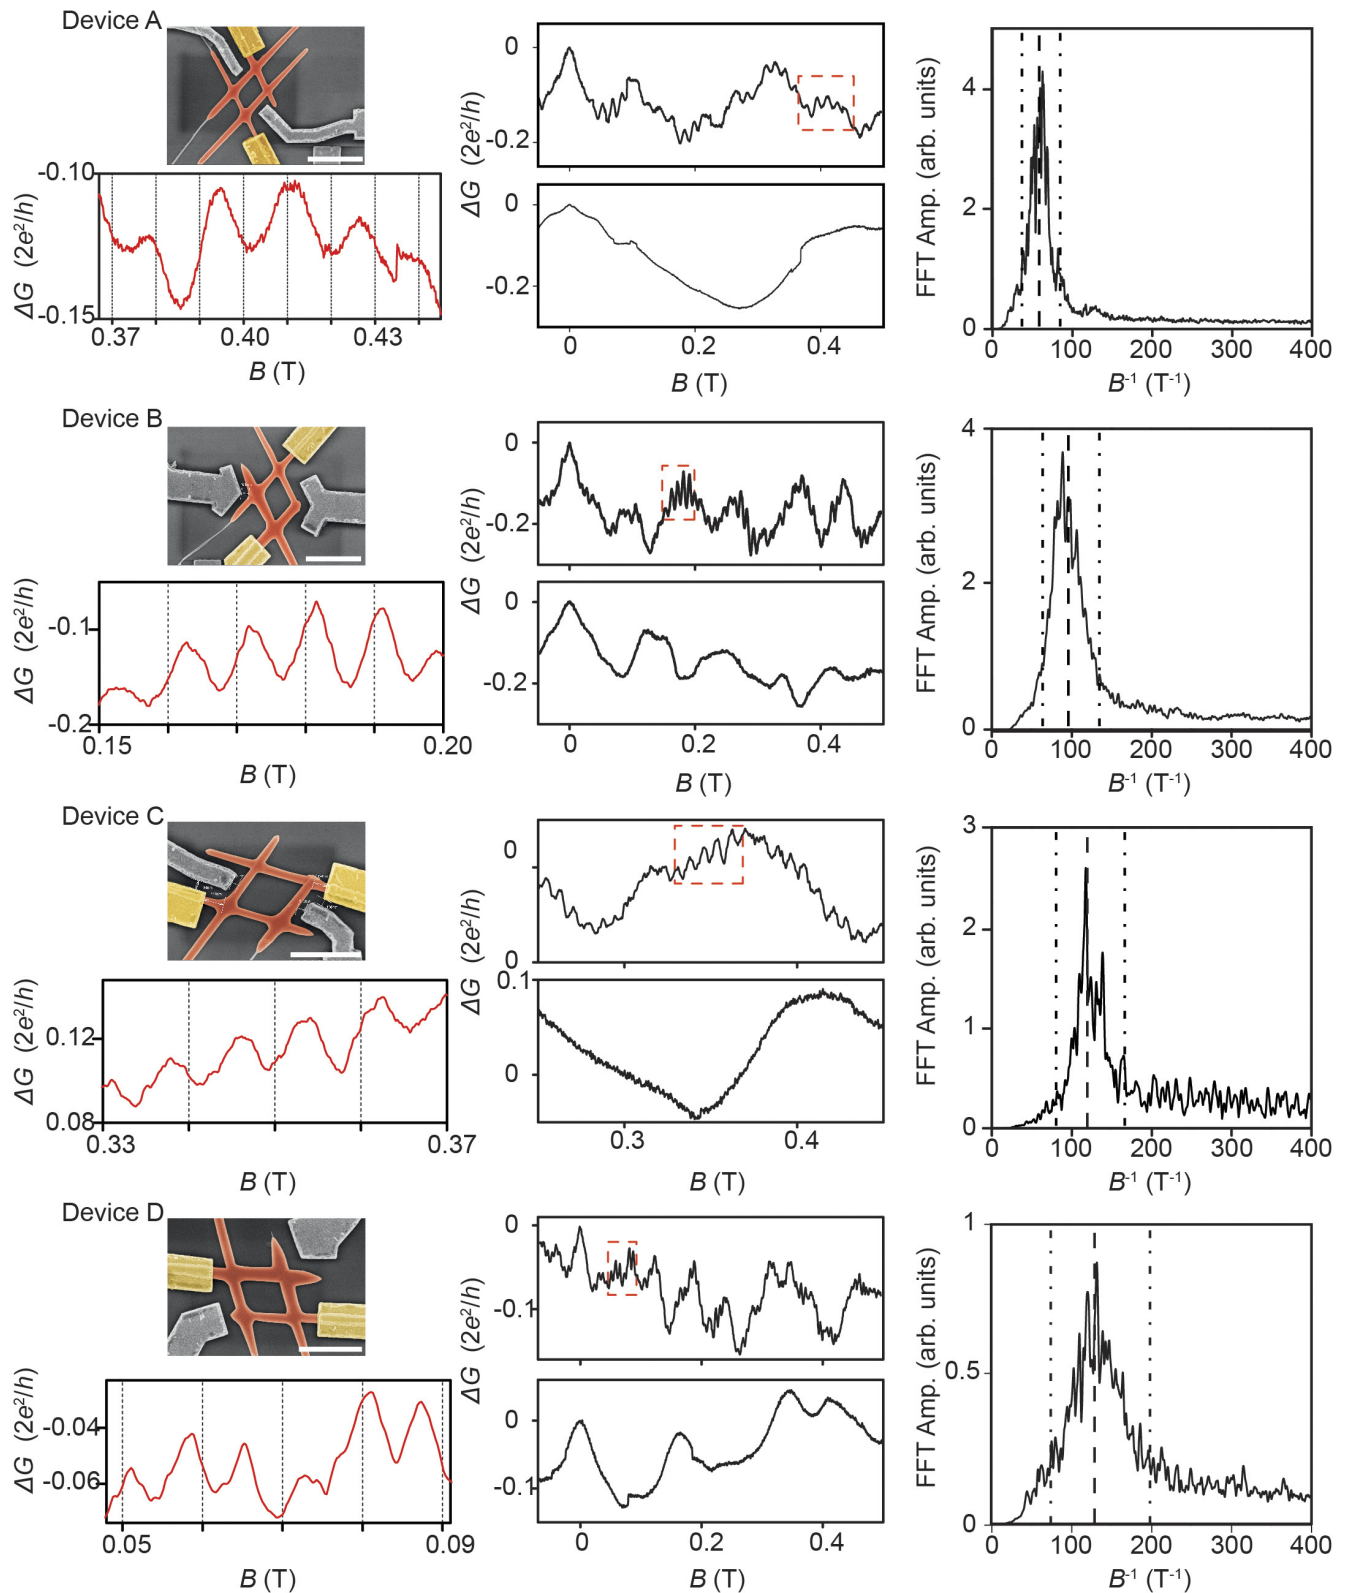 Device A
-0.10
-0.15
ΔG (2e²/h)
0.37 0.40 0.43
B (T)
0
-0.2
0
-0.2
ΔG (2e²/h)
0 0.2 0.4
B (T)
4
2
0
FFT Amp. (arb. units)
0 100 200 300 400
B⁻¹ (T⁻¹)
Device B
-0.1
-0.2
ΔG (2e²/h)
0.15 0.20
B (T)
0
-0.2
0
-0.2
ΔG (2e²/h)
0 0.2 0.4
B (T)
4
2
0
FFT Amp. (arb. units)
0 100 200 300 400
B⁻¹ (T⁻¹)
Device C
0.12
0.08
ΔG (2e²/h)
0.33 0.37
B (T)
0
0
0.1
0
ΔG (2e²/h)
0.3 0.4
B (T)
3
2
1
0
FFT Amp. (arb. units)
0 100 200 300 400
B⁻¹ (T⁻¹)
Device D
-0.04
-0.06
ΔG (2e²/h)
0.05 0.09
B (T)
0
-0.1
0
-0.1
ΔG (2e²/h)
0 0.2 0.4
B (T)
1
0.5
0
FFT Amp. (arb. units)
0 100 200 300 400
B⁻¹ (T⁻¹)